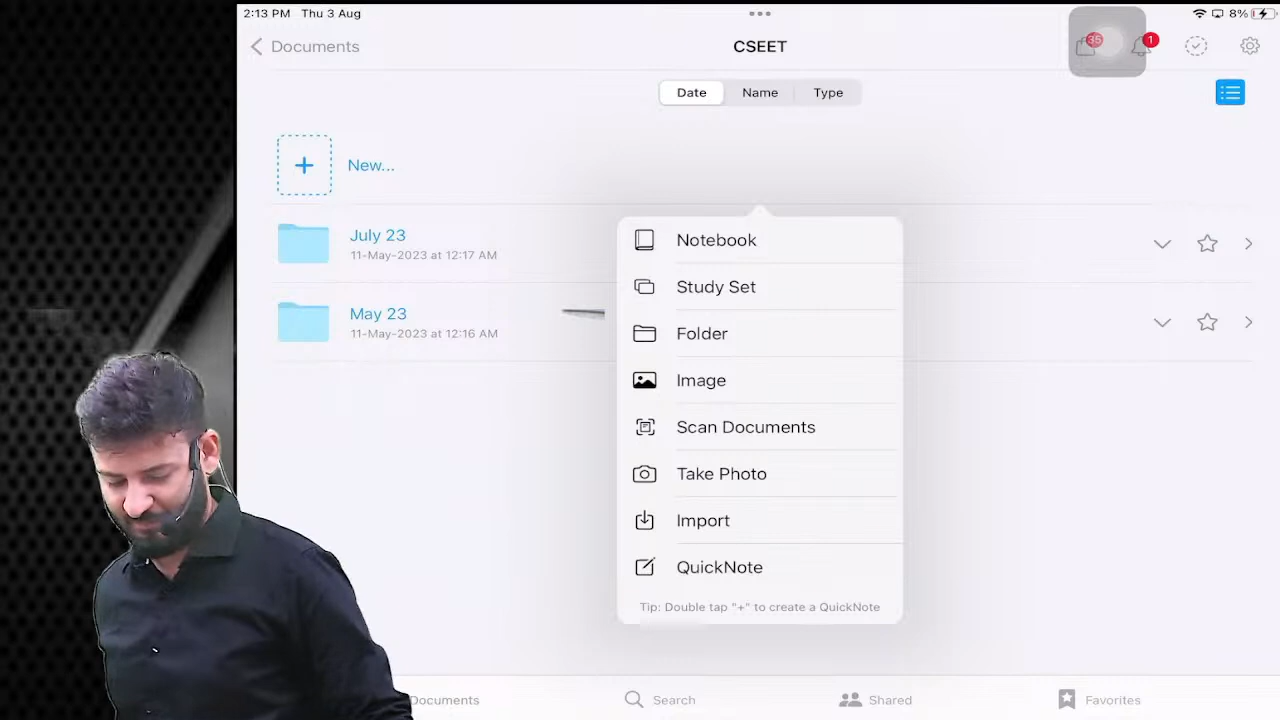 2:13 PM Thu 3 Aug
8%
Documents
CSEET
35
1
Date Name Type
New...
July 23
11-May-2023 at 12:17 AM
May 23
11-May-2023 at 12:16 AM
Notebook
Study Set
Folder
Image
Scan Documents
Take Photo
Import
QuickNote
Tip: Double tap "+" to create a QuickNote
Documents
Search
Shared
Favorites